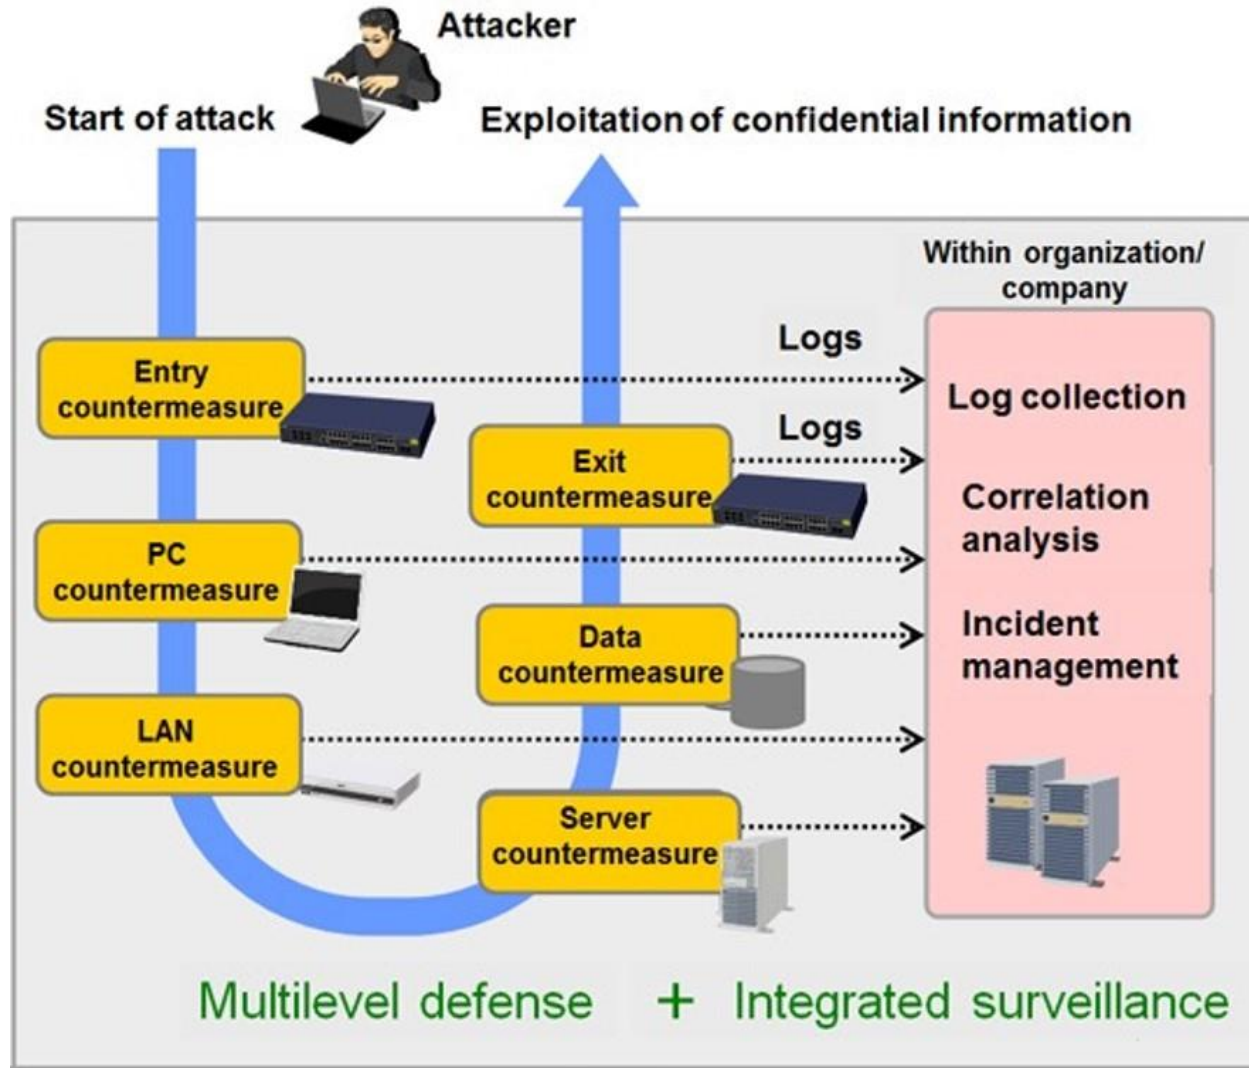 Attacker
Start of attack
Exploitation of confidential information
Within organization/
company
Entry
countermeasure
Logs
Log collection
Exit
countermeasure
Logs
Correlation
analysis
PC
countermeasure
Data
countermeasure
Incident
management
LAN
countermeasure
Server
countermeasure
Multilevel defense + Integrated surveillance